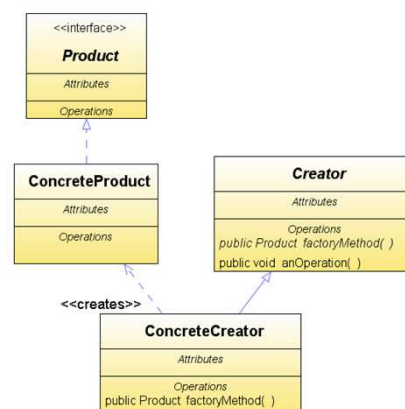 <<interface>>
Product
Attributes
Operations
ConcreteProduct
Attributes
Operations
Creator
Attributes
Operations
public Product factoryMethod( )
public void anOperation( )
<<creates>>
ConcreteCreator
Attributes
Operations
public Product factoryMethod( )